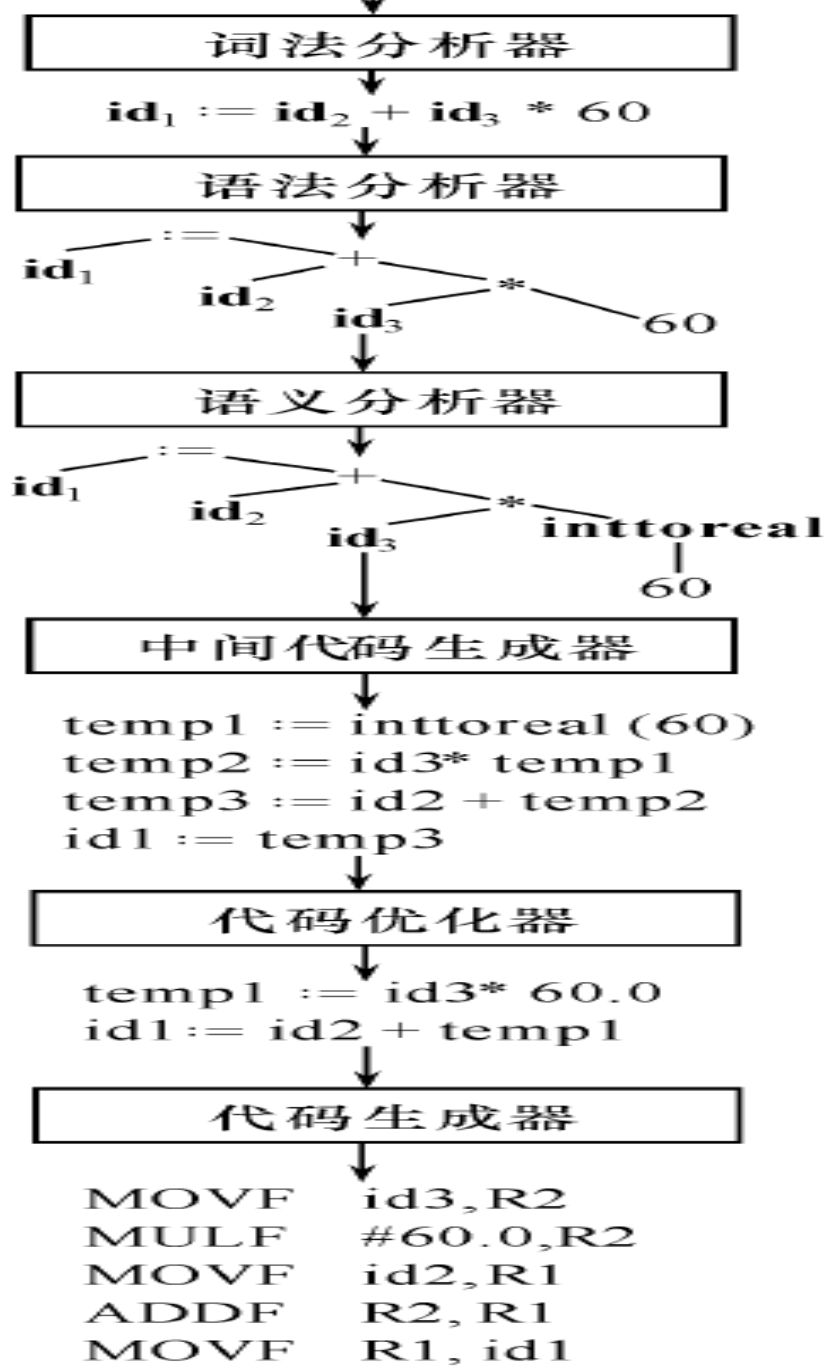 词法分析器
id₁ := id₂ + id₃ * 60
语法分析器
:=
id₁ +
id₂ *
id₃ 60
语义分析器
:=
id₁ +
id₂ * inttoreal
id₃
60
中间代码生成器
temp1 := inttoreal (60)
temp2 := id3* temp1
temp3 := id2 + temp2
id1 := temp3
代码优化器
temp1 := id3* 60.0
id1:= id2 + temp1
代码生成器
MOVF id3,R2
MULF #60.0,R2
MOVF id2,R1
ADDF R2, R1
MOVF R1, id1